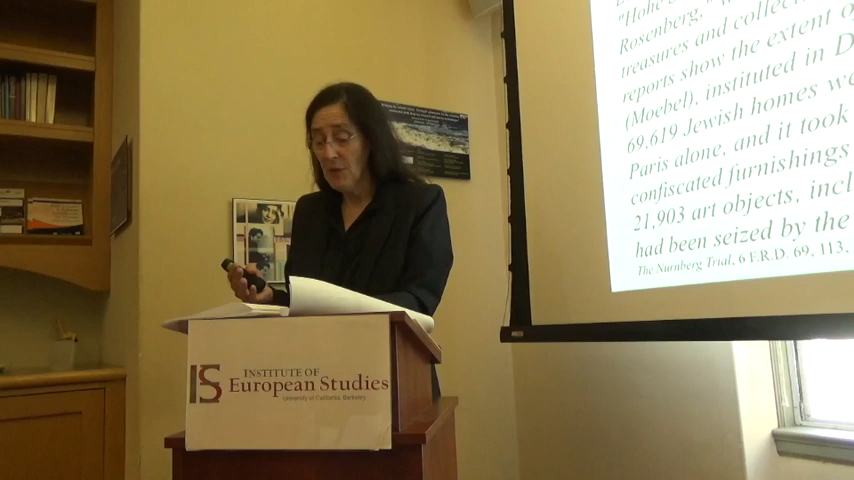 "Hohe
Rosenberg, "
treasures and collec
reports show the extent o
(Moebel), instituted in D
69,619 Jewish homes we
Paris alone, and it took
confiscated furnishings
21,903 art objects, incl
had been seized by the
The Nurnberg Trial, 6 F.R.D. 69, 113,
IES
INSTITUTE OF
European Studies
University of California, Berkeley